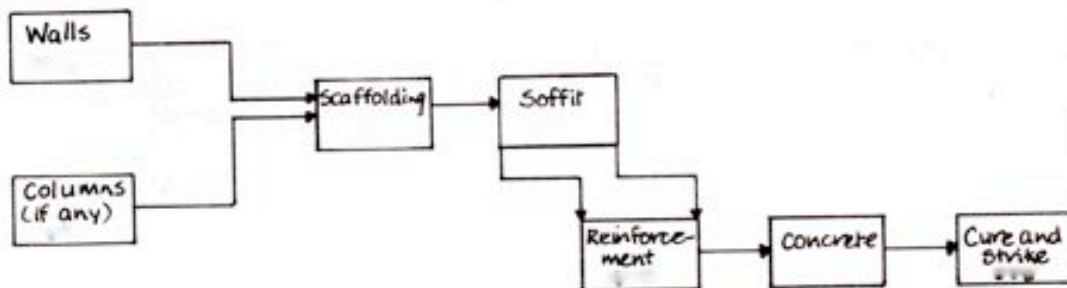 Walls
Scaffolding
Soffit
Columns
(if any)
Reinforce-
ment
Concrete
Cure and
strike